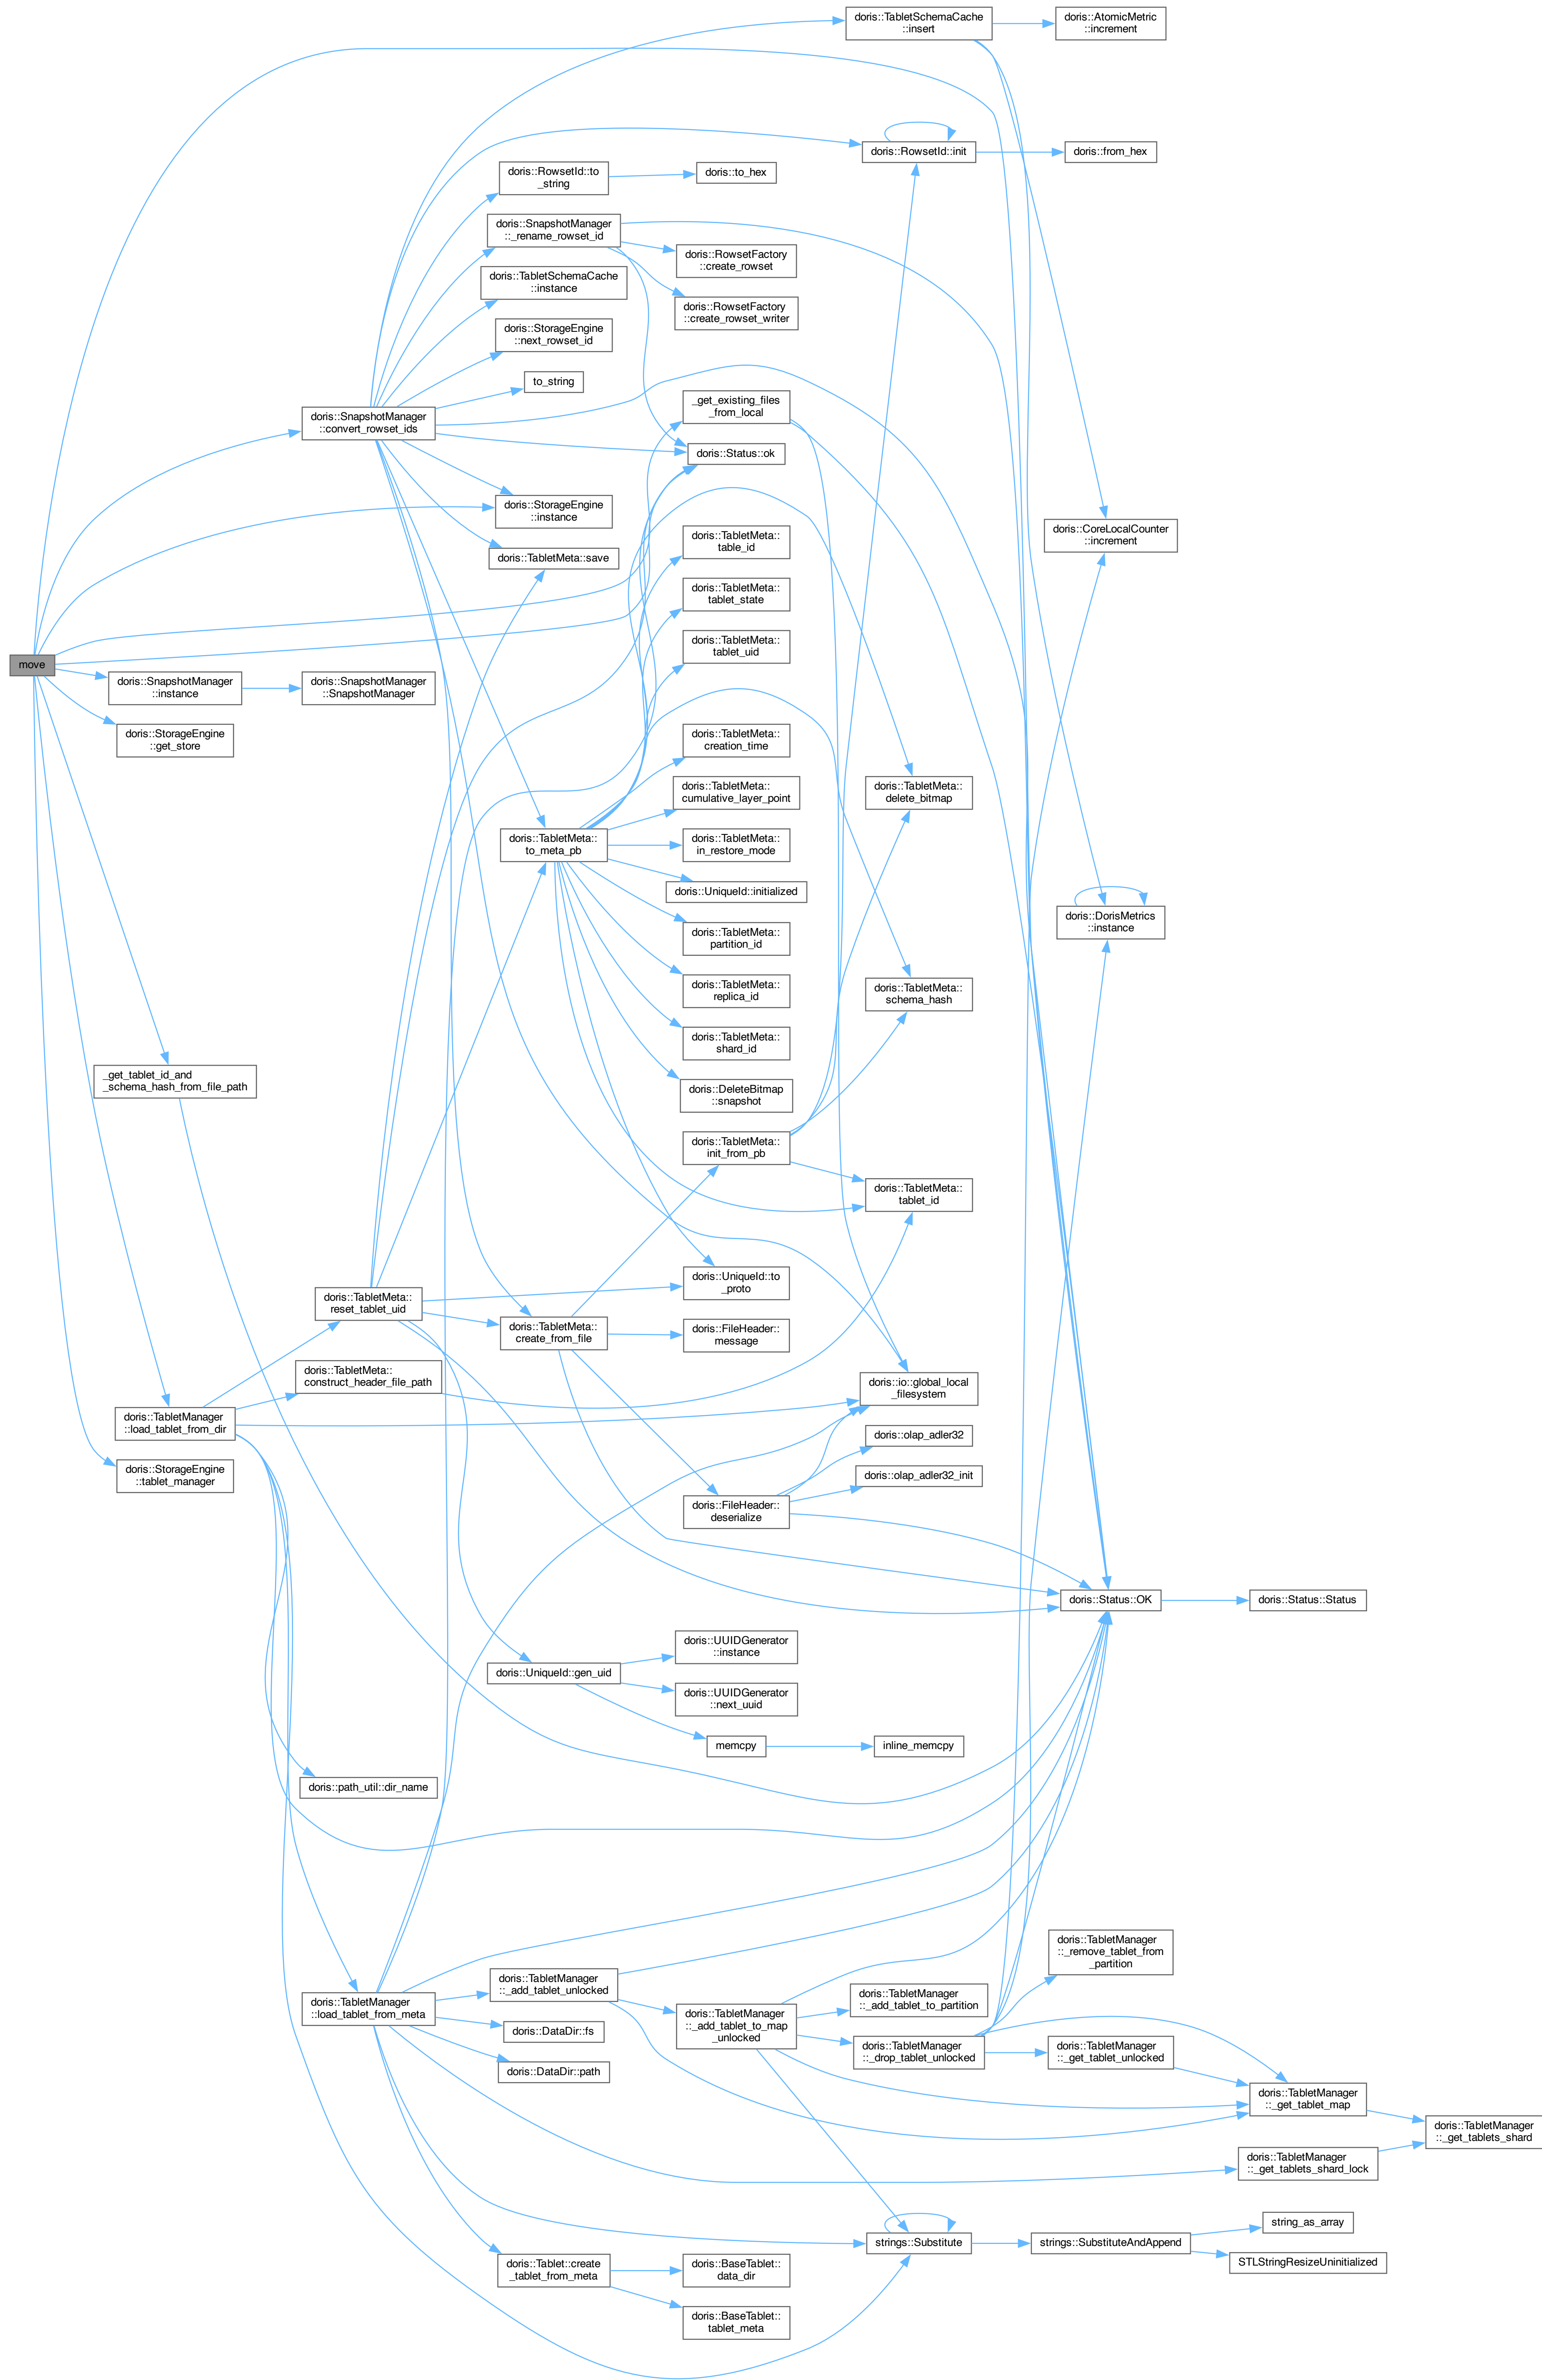 doris::TabletSchemaCache
::insert
doris::AtomicMetric
::increment
doris::RowsetId::init
doris::from_hex
doris::RowsetId::to
_string
doris::to_hex
doris::SnapshotManager
::_rename_rowset_id
doris::RowsetFactory
::create_rowset
doris::TabletSchemaCache
::instance
doris::RowsetFactory
::create_rowset_writer
doris::StorageEngine
::next_rowset_id
to_string
doris::SnapshotManager
::convert_rowset_ids
_get_existing_files
_from_local
doris::Status::ok
doris::StorageEngine
::instance
doris::CoreLocalCounter
::increment
doris::TabletMeta::save
doris::TabletMeta::
table_id
doris::TabletMeta::
tablet_state
doris::TabletMeta::
tablet_uid
move
doris::SnapshotManager
::instance
doris::SnapshotManager
::SnapshotManager
doris::StorageEngine
::get_store
doris::TabletMeta::
creation_time
doris::TabletMeta::
cumulative_layer_point
doris::TabletMeta::
delete_bitmap
doris::TabletMeta::
to_meta_pb
doris::TabletMeta::
in_restore_mode
doris::UniqueId::initialized
doris::DorisMetrics
::instance
doris::TabletMeta::
partition_id
doris::TabletMeta::
replica_id
doris::TabletMeta::
schema_hash
doris::TabletMeta::
shard_id
_get_tablet_id_and
_schema_hash_from_file_path
doris::DeleteBitmap
::snapshot
doris::TabletMeta::
init_from_pb
doris::TabletMeta::
tablet_id
doris::UniqueId::to
_proto
doris::TabletMeta::
reset_tablet_uid
doris::TabletMeta::
create_from_file
doris::FileHeader::
message
doris::TabletMeta::
construct_header_file_path
doris::io::global_local
_filesystem
doris::TabletManager
::load_tablet_from_dir
doris::olap_adler32
doris::StorageEngine
::tablet_manager
doris::olap_adler32_init
doris::FileHeader::
deserialize
doris::Status::OK
doris::Status::Status
doris::UUIDGenerator
::instance
doris::UniqueId::gen_uid
doris::UUIDGenerator
::next_uuid
memcpy
inline_memcpy
doris::path_util::dir_name
doris::TabletManager
::_remove_tablet_from
_partition
doris::TabletManager
::_add_tablet_unlocked
doris::TabletManager
::load_tablet_from_meta
doris::TabletManager
::_add_tablet_to_partition
doris::DataDir::fs
doris::TabletManager
::_add_tablet_to_map
_unlocked
doris::TabletManager
::_drop_tablet_unlocked
doris::TabletManager
::_get_tablet_unlocked
doris::DataDir::path
doris::TabletManager
::_get_tablet_map
doris::TabletManager
::_get_tablets_shard
doris::TabletManager
::_get_tablets_shard_lock
string_as_array
strings::Substitute
strings::SubstituteAndAppend
STLStringResizeUninitialized
doris::Tablet::create
_tablet_from_meta
doris::BaseTablet::
data_dir
doris::BaseTablet::
tablet_meta